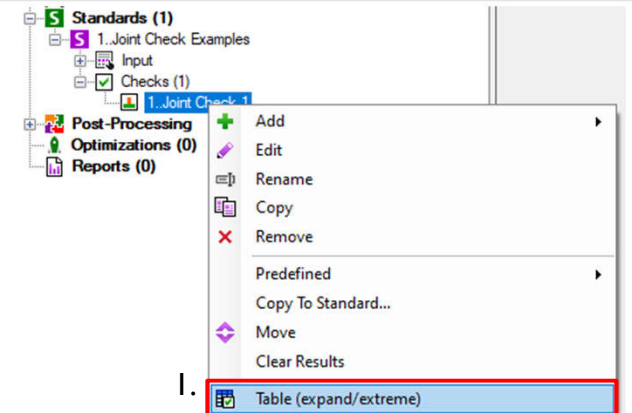 Standards (1)
1..Joint Check Examples
Input
Checks (1)
1..Joint Check 1
Post-Processing
Optimizations (0)
Reports (0)
Add
Edit
Rename
Copy
Remove
Predefined
Copy To Standard...
Move
Clear Results
1.
Table (expand/extreme)